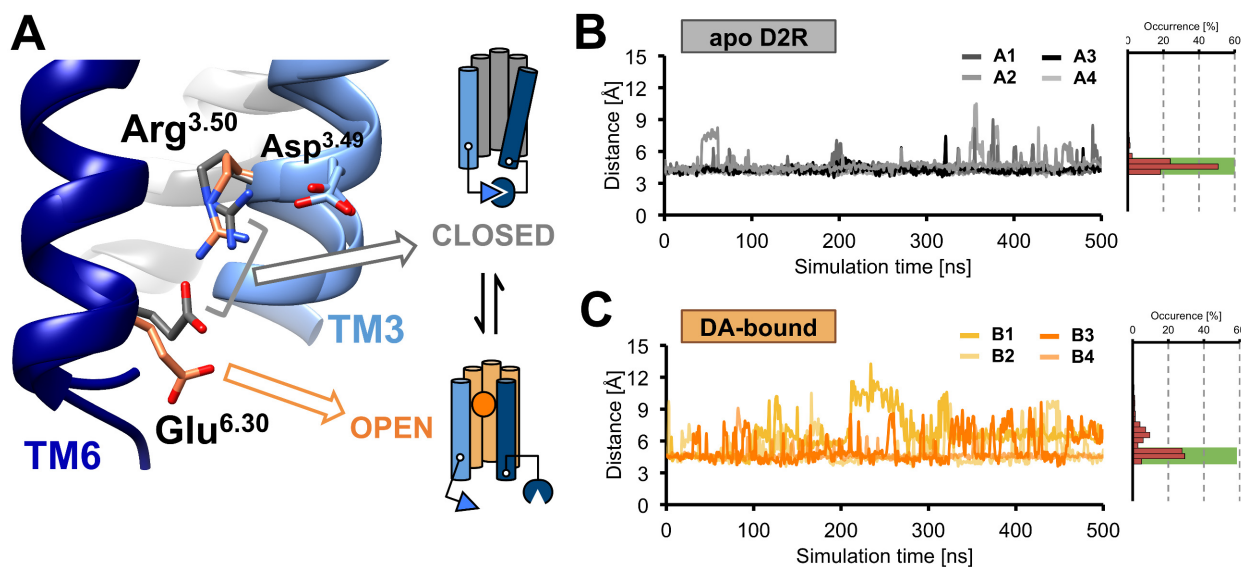 A
Arg3.50
Asp3.49
CLOSED
TM3
Glu6.30
OPEN
TM6
B
apo D2R
A1 A3
A2 A4
Distance [Å]
15
12
9
6
3
0
0 100 200 300 400 500
Simulation time [ns]
Occurrence [%]
0 20 40 60
C
DA-bound
B1 B3
B2 B4
Distance [Å]
15
12
9
6
3
0
0 100 200 300 400 500
Simulation time [ns]
Occurrence [%]
0 20 40 60